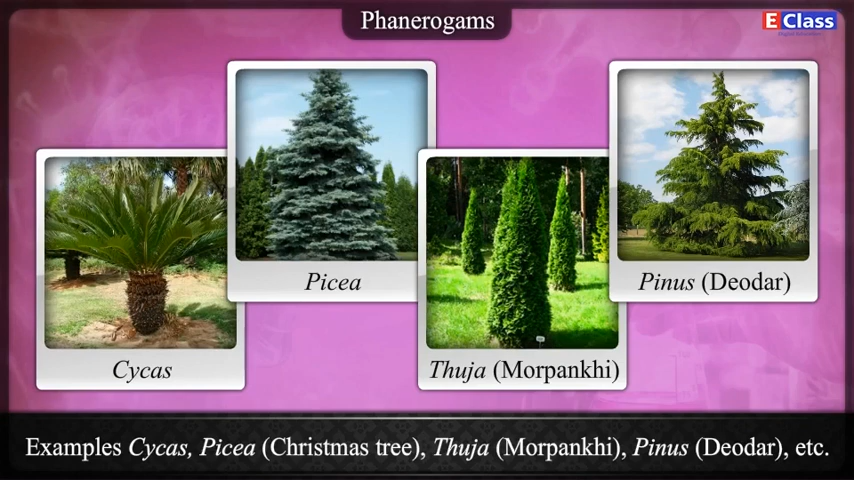 Phanerogams
E Class
Picea
Pinus (Deodar)
Cycas
Thuja (Morpankhi)
Examples Cycas, Picea (Christmas tree), Thuja (Morpankhi), Pinus (Deodar), etc.